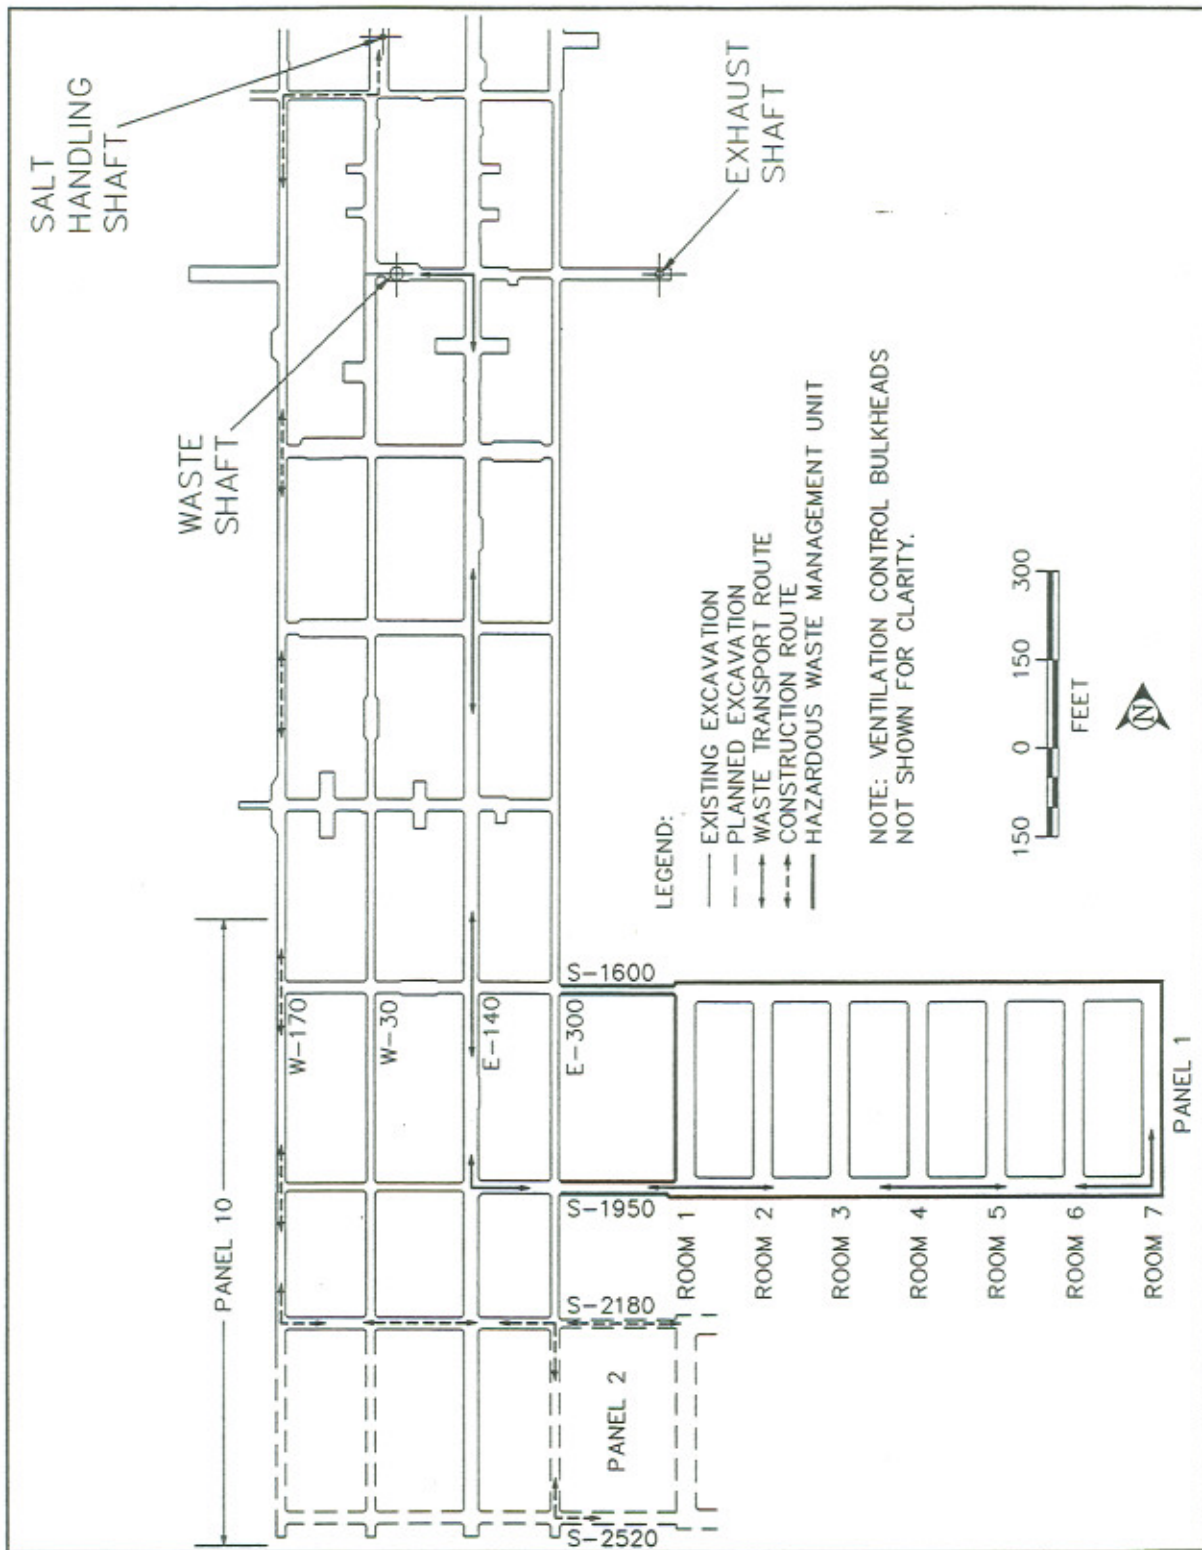 SALT
HANDLING
SHAFT
WASTE
SHAFT
EXHAUST
SHAFT
PANEL 10
W-170
W-30
E-140
E-300
S-1600
S-1950
S-2180
S-2520
PANEL 2
ROOM 1
ROOM 2
ROOM 3
ROOM 4
ROOM 5
ROOM 6
ROOM 7
PANEL 1
LEGEND:
EXISTING EXCAVATION
PLANNED EXCAVATION
WASTE TRANSPORT ROUTE
CONSTRUCTION ROUTE
HAZARDOUS WASTE MANAGEMENT UNIT
NOTE: VENTILATION CONTROL BULKHEADS
NOT SHOWN FOR CLARITY.
150 0 150 300
FEET
N